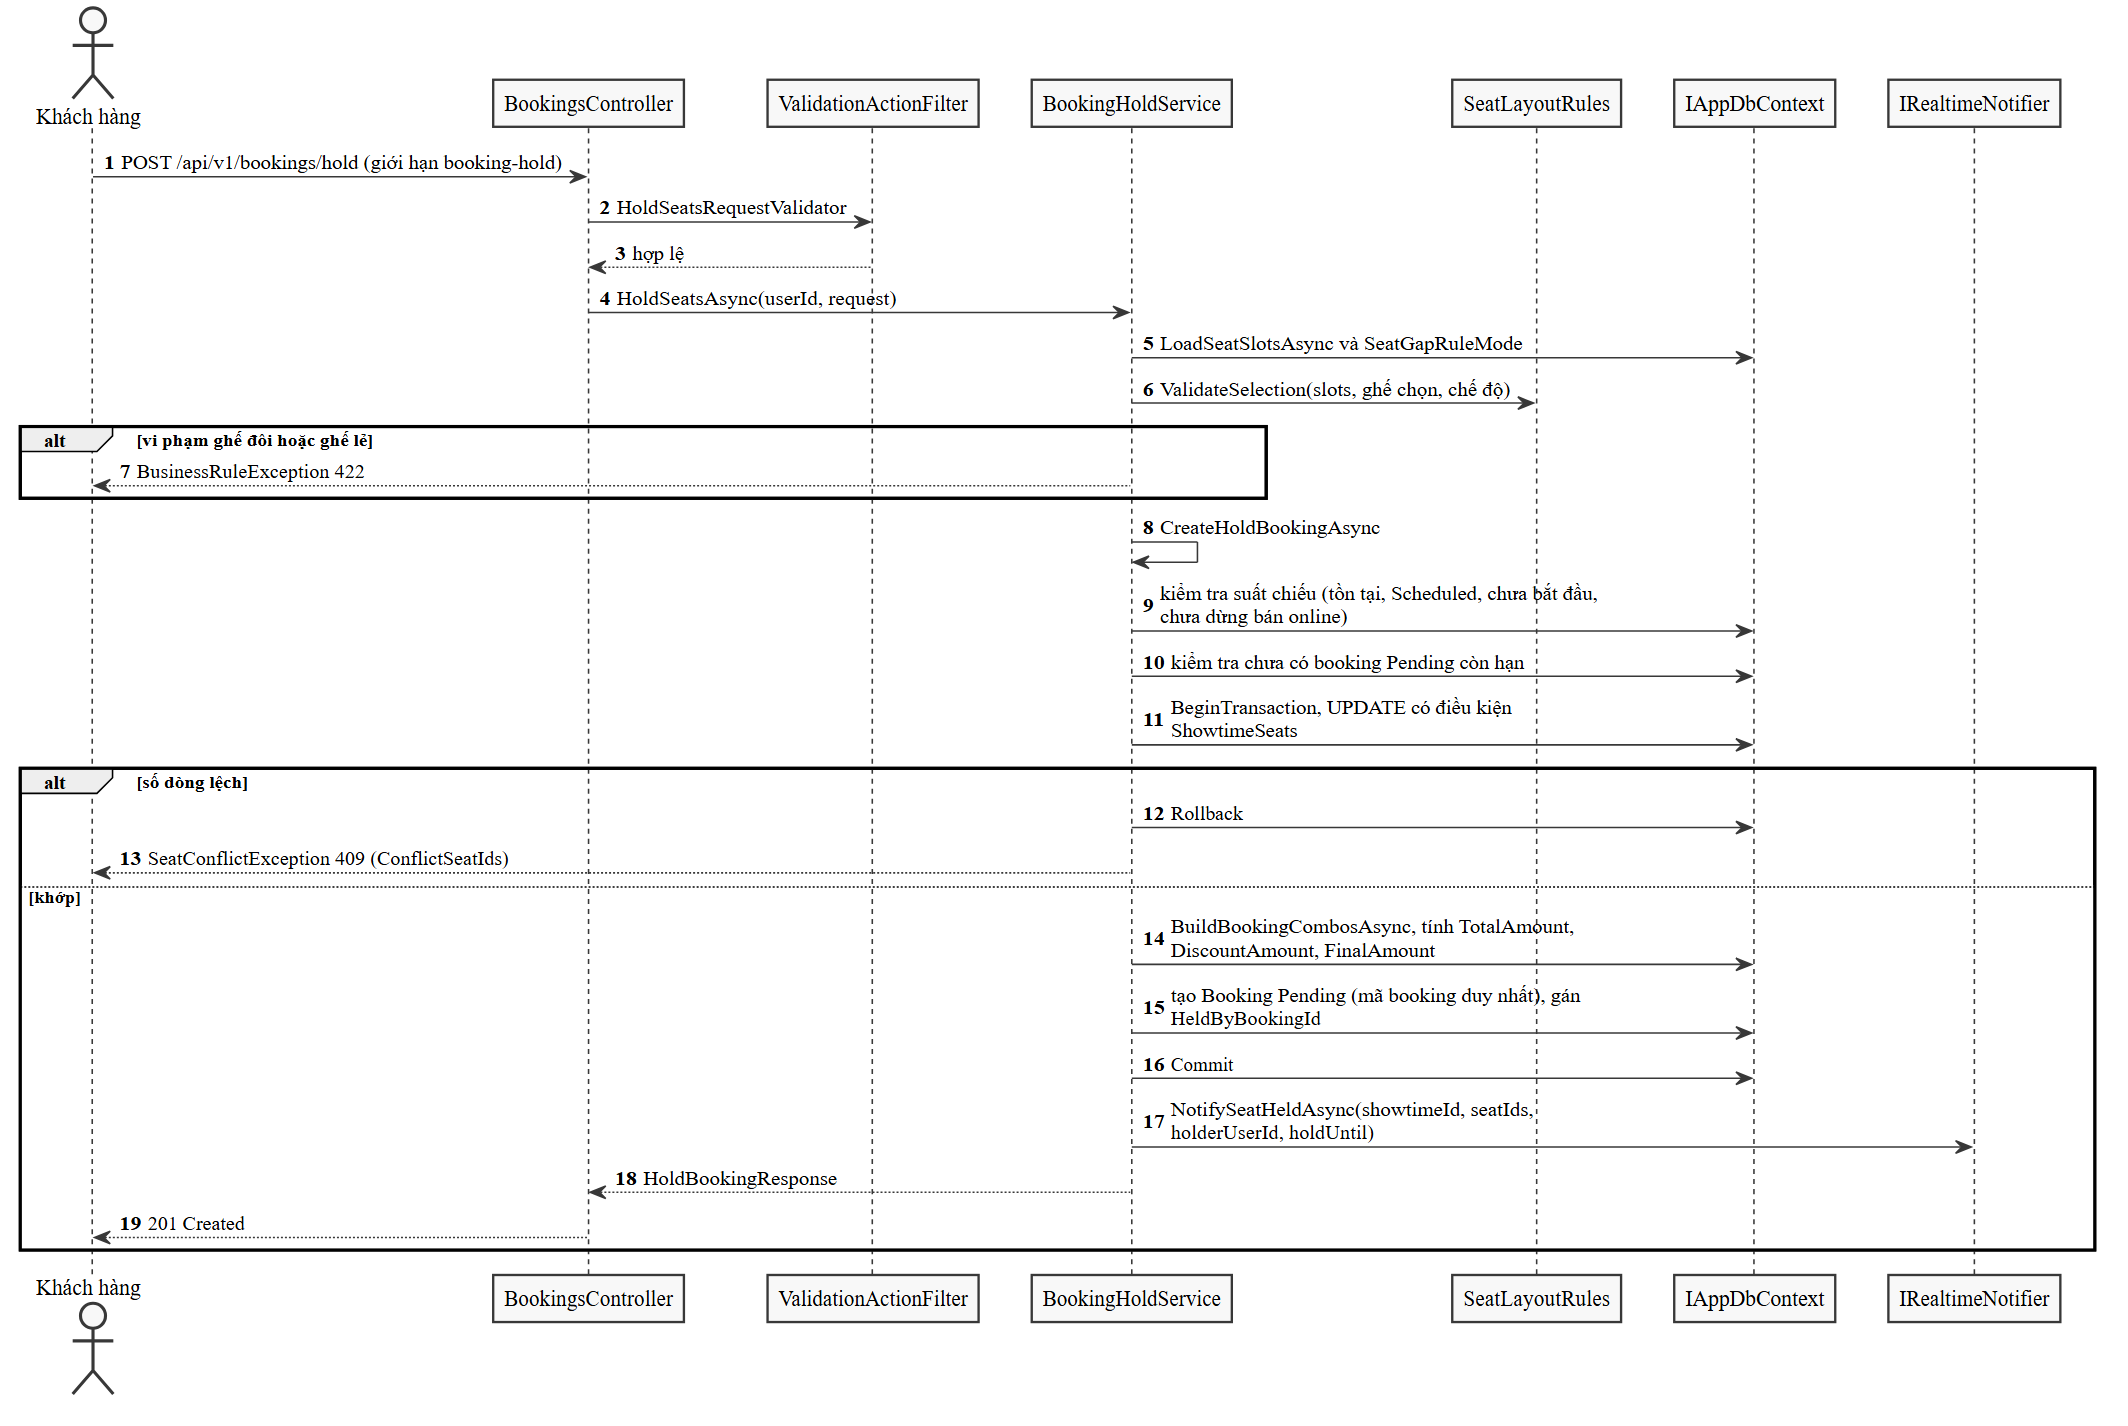 Khách hàng
BookingsController
ValidationActionFilter
BookingHoldService
SeatLayoutRules
IAppDbContext
IRealtimeNotifier
1 POST /api/v1/bookings/hold (giới hạn booking-hold)
2 HoldSeatsRequestValidator
3 hợp lệ
4 HoldSeatsAsync(userId, request)
5 LoadSeatSlotsAsync và SeatGapRuleMode
6 ValidateSelection(slots, ghế chọn, chế độ)
alt [vi phạm ghế đôi hoặc ghế lẻ]
7 BusinessRuleException 422
8 CreateHoldBookingAsync
9 kiểm tra suất chiếu (tồn tại, Scheduled, chưa bắt đầu,
chưa dừng bán online)
10 kiểm tra chưa có booking Pending còn hạn
11 BeginTransaction, UPDATE có điều kiện
ShowtimeSeats
alt [số dòng lệch]
12 Rollback
13 SeatConflictException 409 (ConflictSeatIds)
[khớp]
14 BuildBookingCombosAsync, tính TotalAmount,
DiscountAmount, FinalAmount
15 tạo Booking Pending (mã booking duy nhất), gán
HeldByBookingId
16 Commit
17 NotifySeatHeldAsync(showtimeId, seatIds,
holderUserId, holdUntil)
18 HoldBookingResponse
19 201 Created
Khách hàng
BookingsController
ValidationActionFilter
BookingHoldService
SeatLayoutRules
IAppDbContext
IRealtimeNotifier